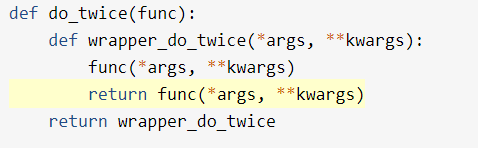 def do_twice(func):
    def wrapper_do_twice(*args, **kwargs):
        func(*args, **kwargs)
        return func(*args, **kwargs)
    return wrapper_do_twice